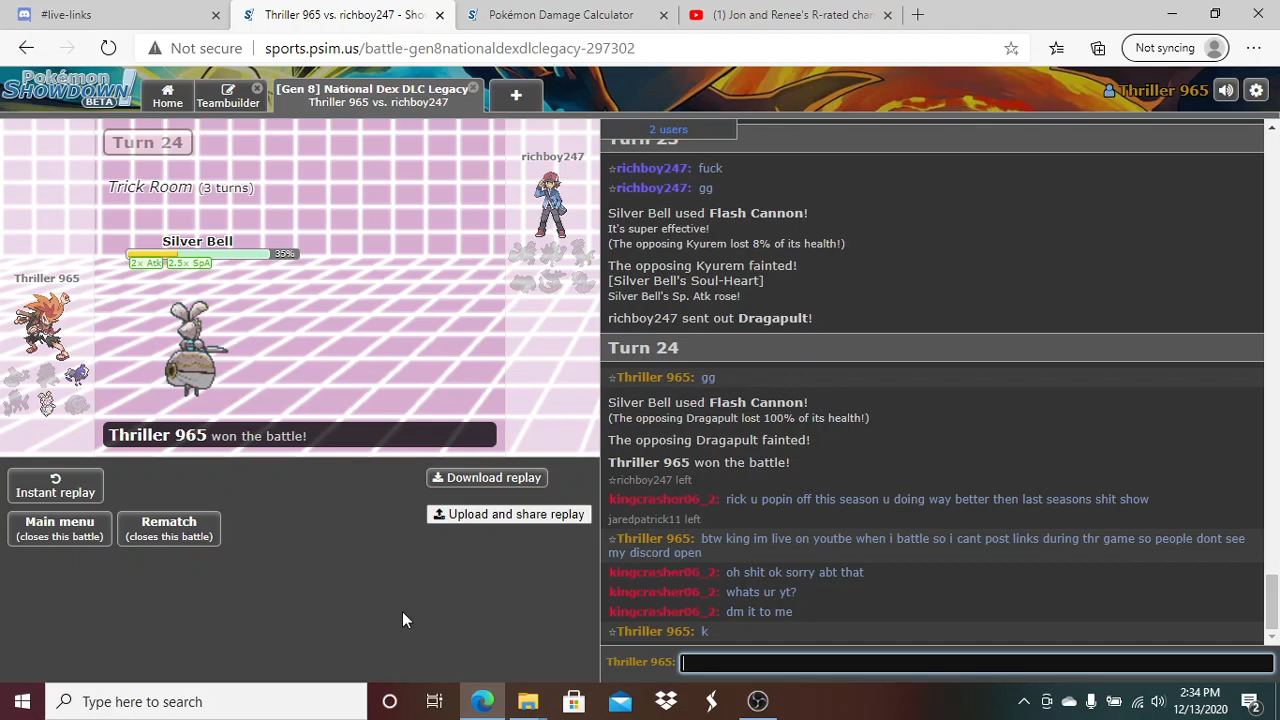 #live-links
Thriller 965 vs. richboy247 - Sho
Pokémon Damage Calculator
(1) Jon and Renee's R-rated chan
Not secure
sports.psim.us/battle-gen8nationaldexdlclegacy-297302
Not syncing
Pokémon
SHOWDOWN
BETA
Home
Teambuilder
[Gen 8] National Dex DLC Legacy
Thriller 965 vs. richboy247
Thriller 965
2 users
Turn 24
Trick Room (3 turns)
richboy247
Silver Bell
35%
2x Atk 2.5x SpA
Thriller 965
Thriller 965 won the battle!
Instant replay
Download replay
Upload and share replay
Main menu
(closes this battle)
Rematch
(closes this battle)
Turn 23
☆richboy247: fuck
☆richboy247: gg
Silver Bell used Flash Cannon!
It's super effective!
(The opposing Kyurem lost 8% of its health!)
The opposing Kyurem fainted!
[Silver Bell's Soul-Heart]
Silver Bell's Sp. Atk rose!
richboy247 sent out Dragapult!
Turn 24
☆Thriller 965: gg
Silver Bell used Flash Cannon!
(The opposing Dragapult lost 100% of its health!)
The opposing Dragapult fainted!
Thriller 965 won the battle!
☆richboy247 left
kingcrasher06_2: rick u popin off this season u doing way better then last seasons shit show
jaredpatrick11 left
☆Thriller 965: btw king im live on youtbe when i battle so i cant post links during thr game so people dont see
my discord open
kingcrasher06_2: oh shit ok sorry abt that
kingcrasher06_2: whats ur yt?
kingcrasher06_2: dm it to me
☆Thriller 965: k
Thriller 965:
Type here to search
2:34 PM
12/13/2020
2